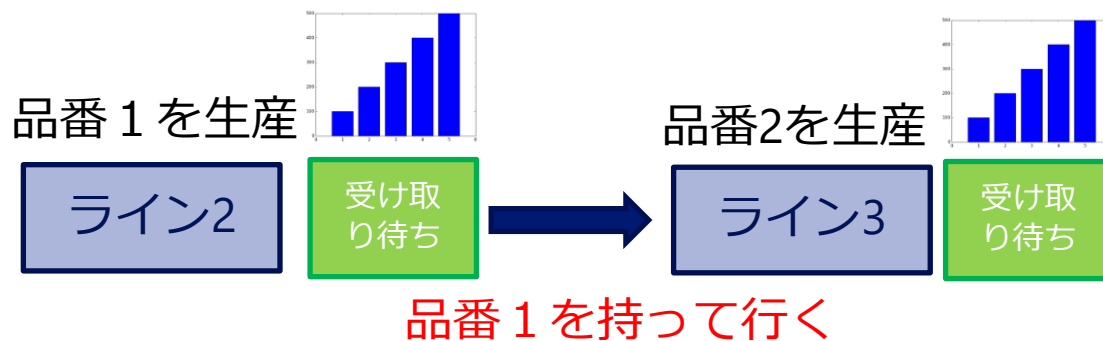 品番１を生産
品番2を生産
ライン2
受け取
り待ち
ライン3
受け取
り待ち
品番１を持って行く